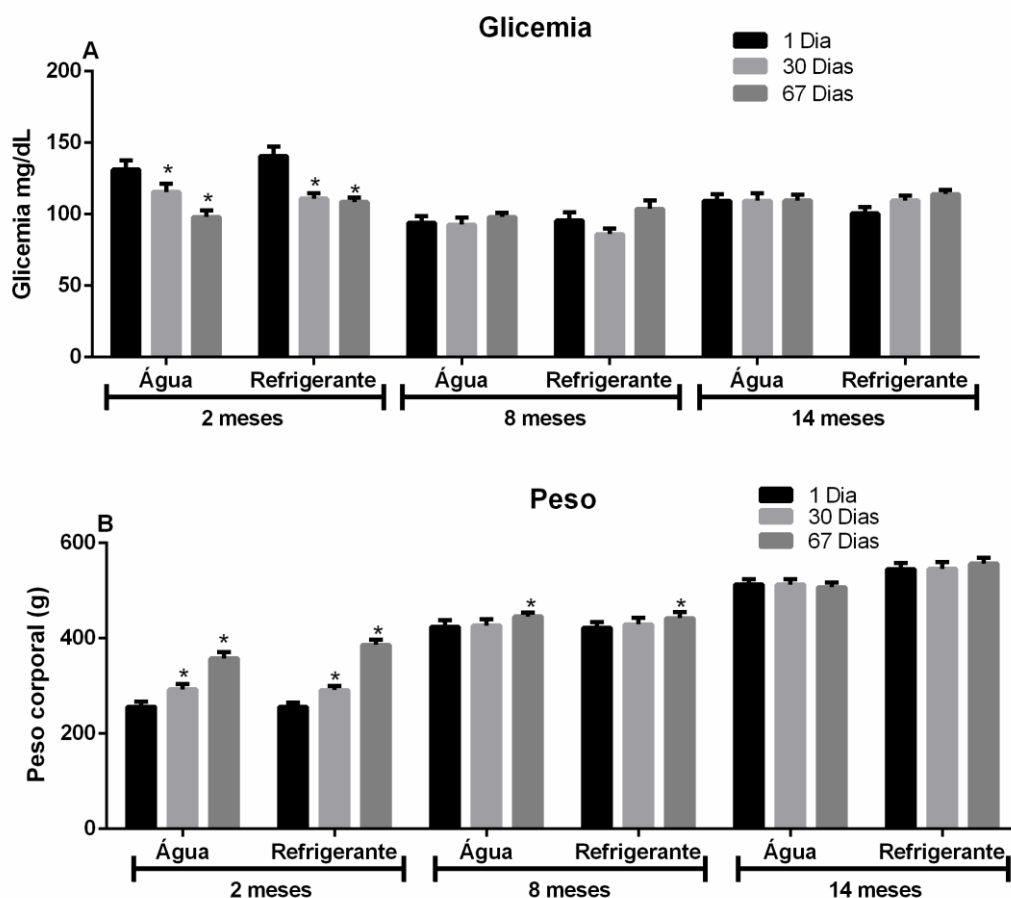 Glicemia
A
1 Dia
30 Dias
67 Dias
Glicemia mg/dL
200
150
100
50
0
* * * *
Água Refrigerante Água Refrigerante Água Refrigerante
2 meses 8 meses 14 meses
Peso
B
1 Dia
30 Dias
67 Dias
Peso corporal (g)
600
400
200
0
* * * * * *
Água Refrigerante Água Refrigerante Água Refrigerante
2 meses 8 meses 14 meses